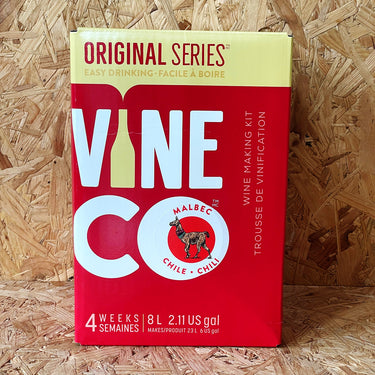 ORIGINAL SERIES™
EASY DRINKING • FACILE À BOIRE
VINE
CO
MALBEC
CHILE • CHILI
WINE MAKING KIT
TROUSSE DE VINIFICATION
4 WEEKS
SEMAINES
8 L 2.11 US gal
MAKES/PRODUIT 23 L 6 US gal